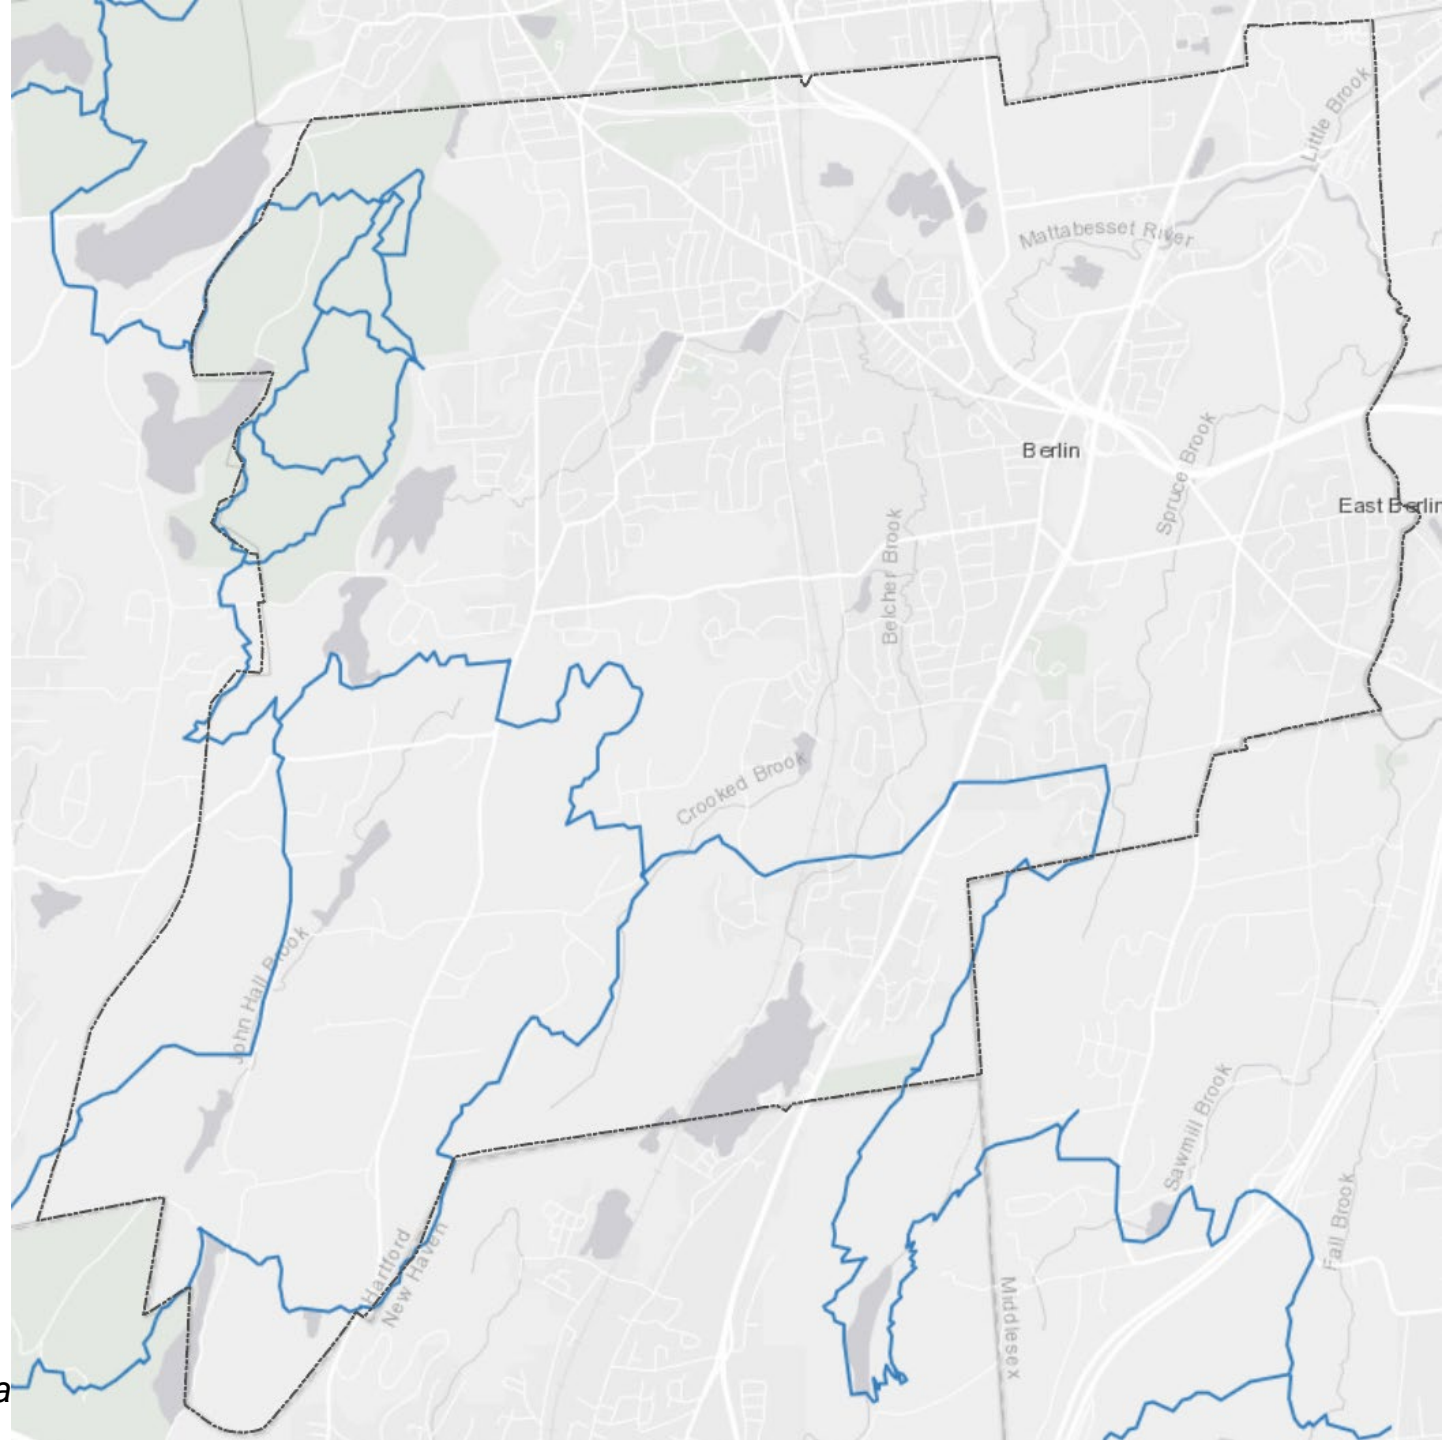 Little Brook
Mattabesset River
Berlin
Spruce Brook
East Berlin
Belcher Brook
Crooked Brook
John Hall Brook
Sawmill Brook
Fall Brook
Hartford
New Haven
Middlesex
a